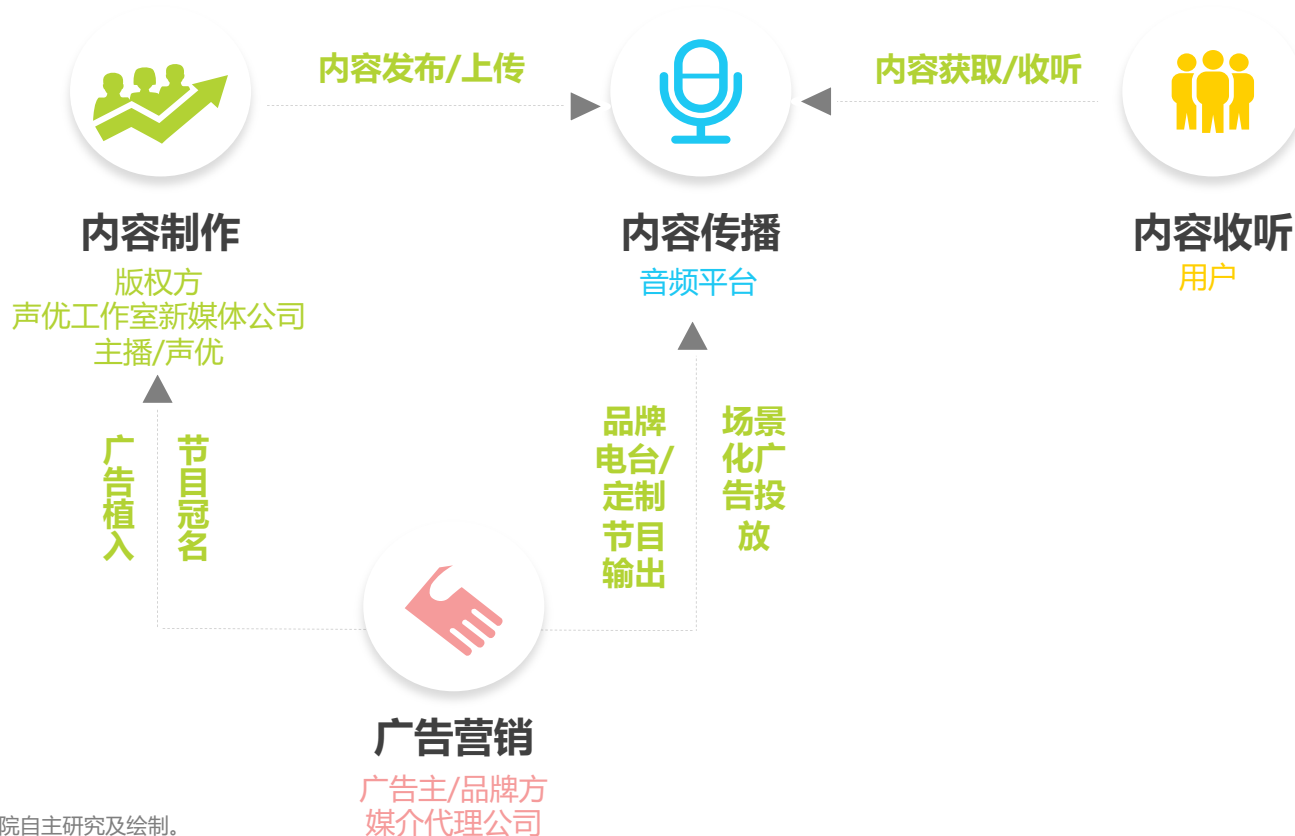 内容发布/上传
内容获取/收听
内容制作
版权方
声优工作室新媒体公司
主播/声优
内容传播
音频平台
内容收听
用户
广告植入
节目冠名
品牌
电台/
定制
节目
输出
场景
化广
告投
放
广告营销
广告主/品牌方
媒介代理公司
院自主研究及绘制。